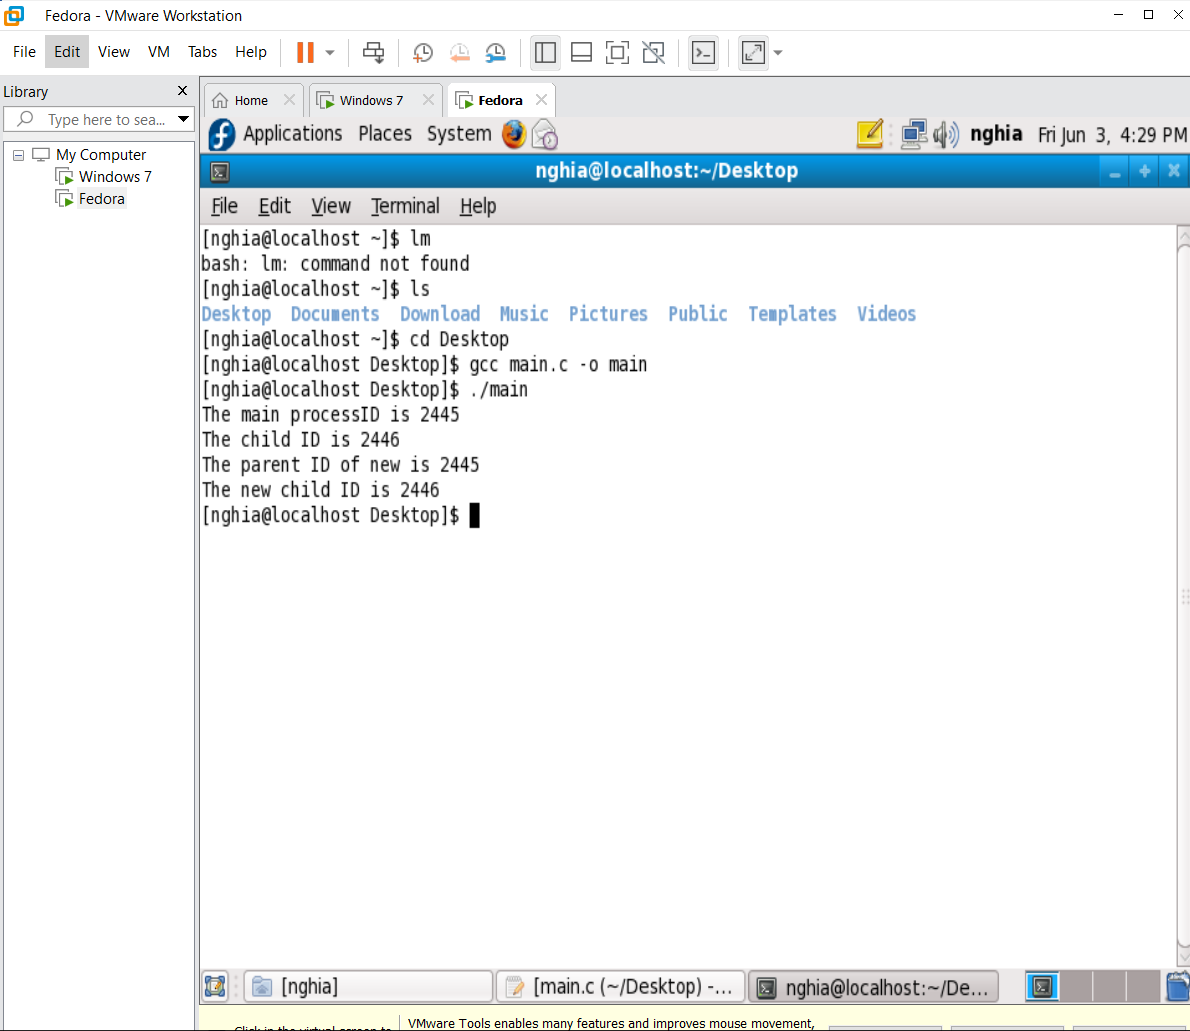 Fedora - VMware Workstation
File Edit View VM Tabs Help
Library
Type here to sea...
My Computer
Windows 7
Fedora
Home Windows 7 Fedora
Applications Places System nghia Fri Jun 3, 4:29 PM
nghia@localhost:~/Desktop
File Edit View Terminal Help
[nghia@localhost ~]$ lm
bash: lm: command not found
[nghia@localhost ~]$ ls
Desktop Documents Download Music Pictures Public Templates Videos
[nghia@localhost ~]$ cd Desktop
[nghia@localhost Desktop]$ gcc main.c -o main
[nghia@localhost Desktop]$ ./main
The main processID is 2445
The child ID is 2446
The parent ID of new is 2445
The new child ID is 2446
[nghia@localhost Desktop]$
[nghia] [main.c (~/Desktop) -... nghia@localhost:~/De...
Click in the virtual screen to
VMware Tools enables many features and improves mouse movement,